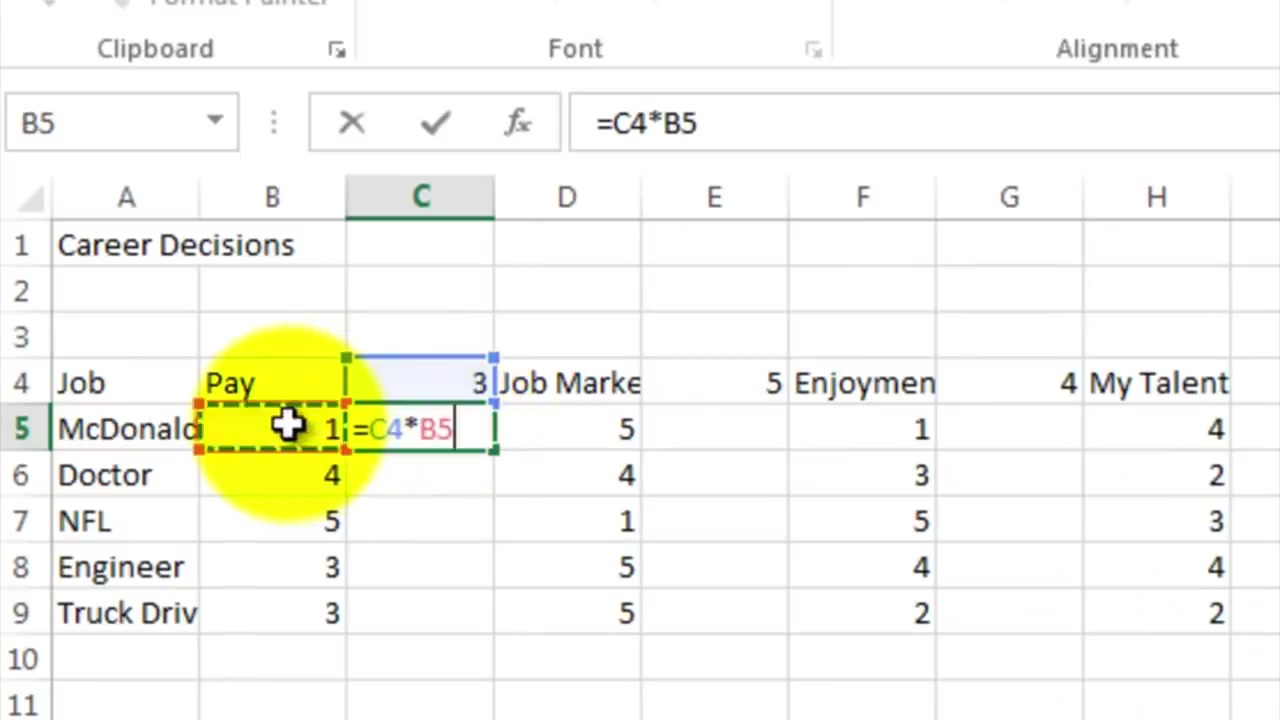 Format Painter
Clipboard Font Alignment
B5 fx =C4*B5
A B C D E F G H
1 Career Decisions
2
3
4 Job Pay 3 Job Marke 5 Enjoymen 4 My Talent
5 McDonald 1 =C4*B5 5 1 4
6 Doctor 4 4 3 2
7 NFL 5 1 5 3
8 Engineer 3 5 4 4
9 Truck Driv 3 5 2 2
10
11